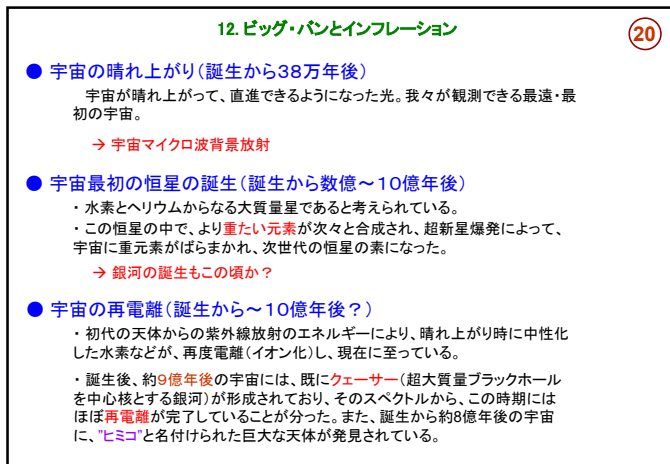 12. ビッグ・バンとインフレーション
20
● 宇宙の晴れ上がり(誕生から38万年後)
宇宙が晴れ上がって、直進できるようになった光。我々が観測できる最遠・最
初の宇宙。
→ 宇宙マイクロ波背景放射
● 宇宙最初の恒星の誕生(誕生から数億～10億年後)
・ 水素とヘリウムからなる大質量星であると考えられている。
・ この恒星の中で、より重たい元素が次々と合成され、超新星爆発によって、
宇宙に重元素がばらまかれ、次世代の恒星の素になった。
→ 銀河の誕生もこの頃か？
● 宇宙の再電離(誕生から～10億年後？)
・ 初代の天体からの紫外線放射のエネルギーにより、晴れ上がり時に中性化
した水素などが、再度電離(イオン化)し、現在に至っている。
・ 誕生後、約9億年後の宇宙には、既にクェーサー(超大質量ブラックホール
を中心核とする銀河)が形成されており、そのスペクトルから、この時期には
ほぼ再電離が完了していることが分った。また、誕生から約8億年後の宇宙
に、"ヒミコ"と名付けられた巨大な天体が発見されている。